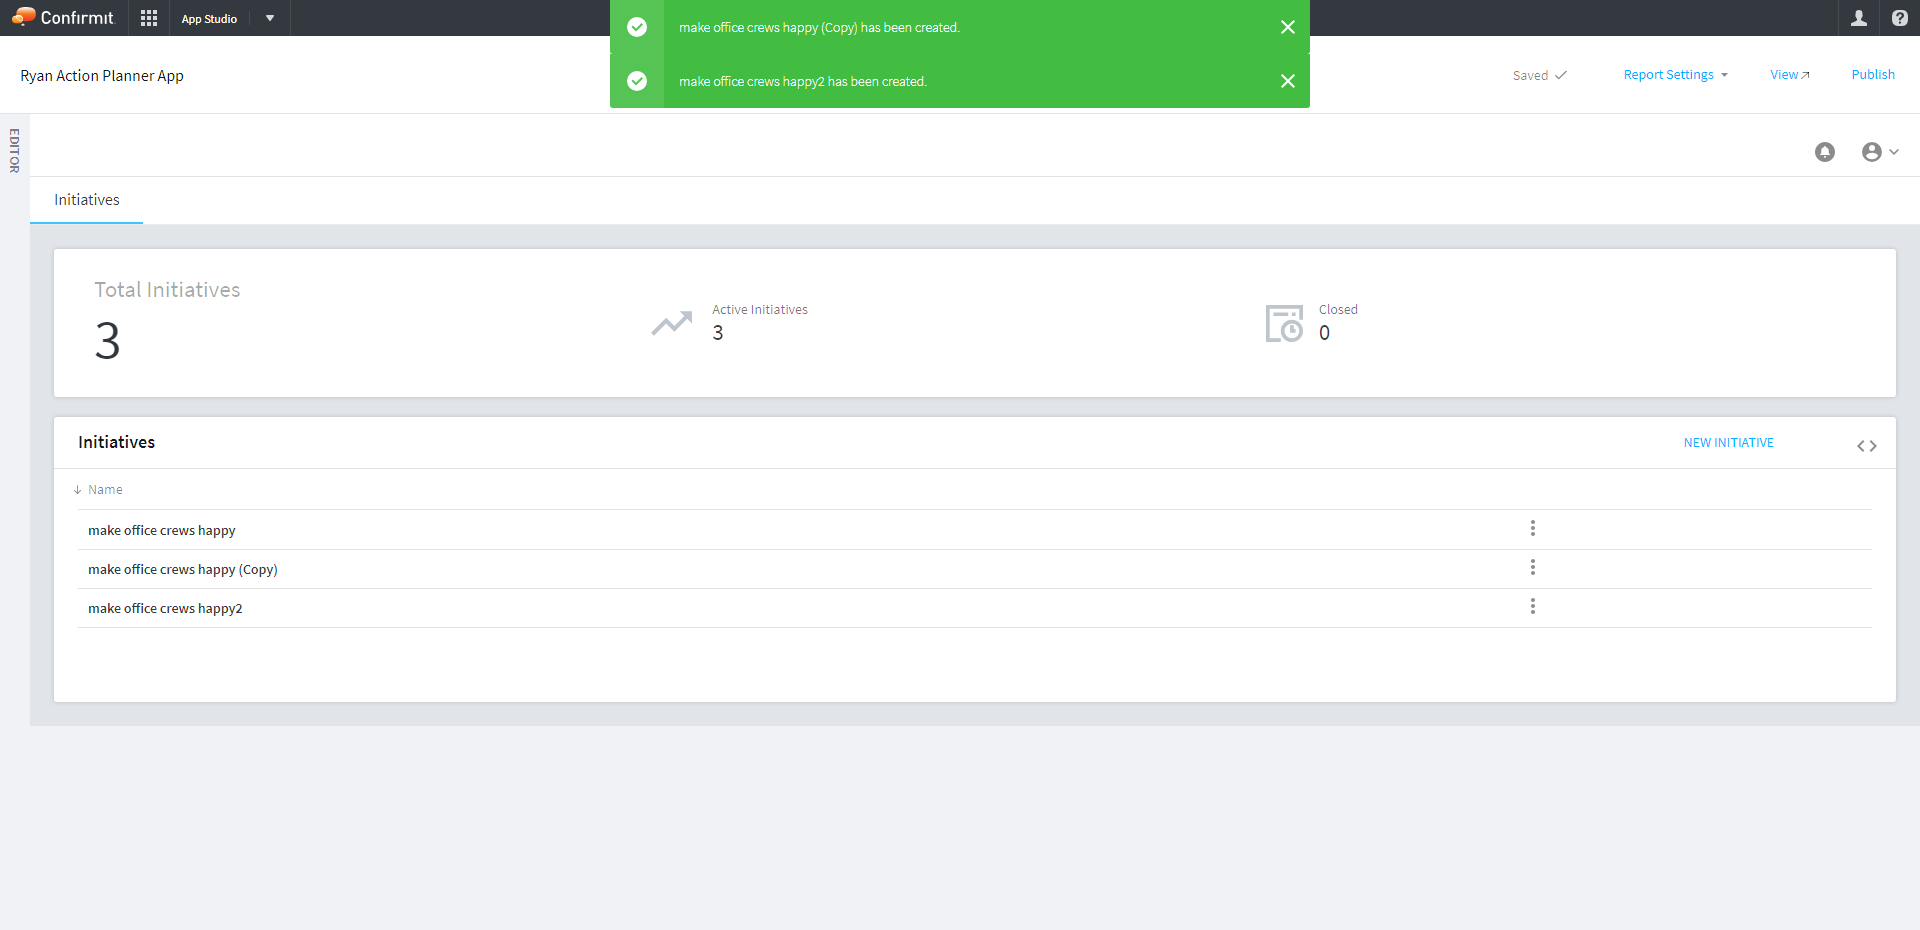 Confirmit
App Studio
make office crews happy (Copy) has been created.
make office crews happy2 has been created.
Ryan Action Planner App
Saved
Report Settings
View
Publish
EDITOR
Initiatives
Total Initiatives
3
Active Initiatives
3
Closed
0
Initiatives
NEW INITIATIVE
Name
make office crews happy
make office crews happy (Copy)
make office crews happy2